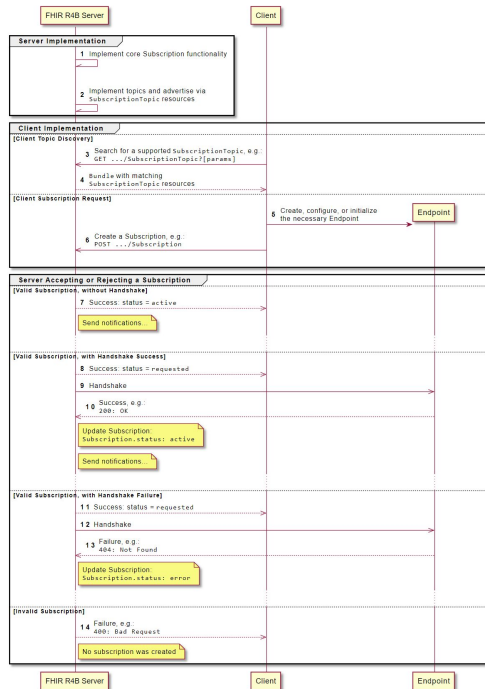 FHIR R4B Server
Client
Server Implementation
1 Implement core Subscription functionality
2 Implement topics and advertise via
SubscriptionTopic resources
Client Implementation
[Client Topic Discovery]
3 Search for a supported SubscriptionTopic, e.g.:
GET .../SubscriptionTopic?[params]
4 Bundle with matching
SubscriptionTopic resources
[Client Subscription Request]
5 Create, configure, or initialize
the necessary Endpoint
Endpoint
6 Create a Subscription, e.g.:
POST .../Subscription
Server Accepting or Rejecting a Subscription
[Valid Subscription, without Handshake]
7 Success: status = active
Send notifications...
[Valid Subscription, with Handshake Success]
8 Success: status = requested
9 Handshake
10 Success, e.g.:
200: OK
Update Subscription:
Subscription.status: active
Send notifications...
[Valid Subscription, with Handshake Failure]
11 Success: status = requested
12 Handshake
13 Failure, e.g.:
404: Not Found
Update Subscription:
Subscription.status: error
[Invalid Subscription]
14 Failure, e.g.:
400: Bad Request
No subscription was created
FHIR R4B Server
Client
Endpoint